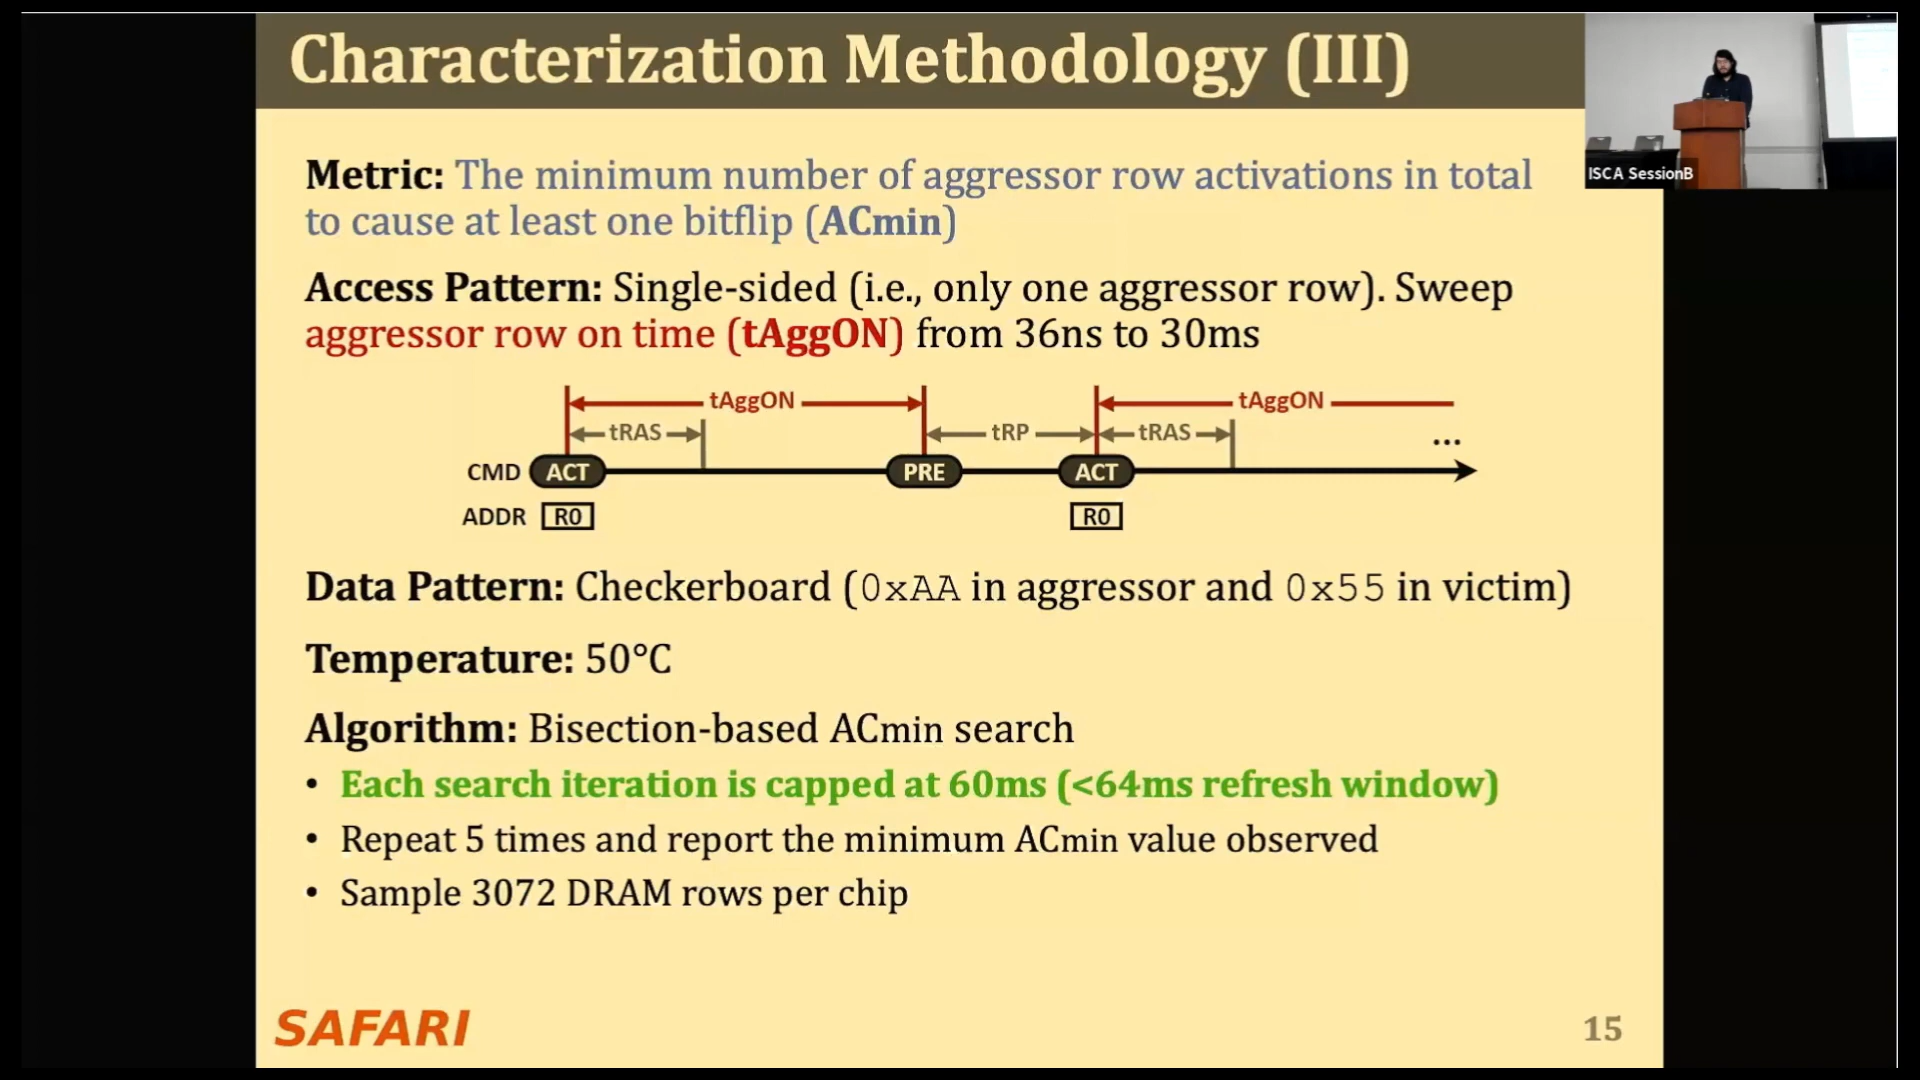 Characterization Methodology (III)
ISCA SessionB
Metric: The minimum number of aggressor row activations in total
to cause at least one bitflip (ACmin)
Access Pattern: Single-sided (i.e., only one aggressor row). Sweep
aggressor row on time (tAggON) from 36ns to 30ms
tAggON tAggON
tRAS tRP tRAS ...
CMD ACT PRE ACT
ADDR R0 R0
Data Pattern: Checkerboard (0xAA in aggressor and 0x55 in victim)
Temperature: 50°C
Algorithm: Bisection-based ACmin search
• Each search iteration is capped at 60ms (<64ms refresh window)
• Repeat 5 times and report the minimum ACmin value observed
• Sample 3072 DRAM rows per chip
SAFARI 15